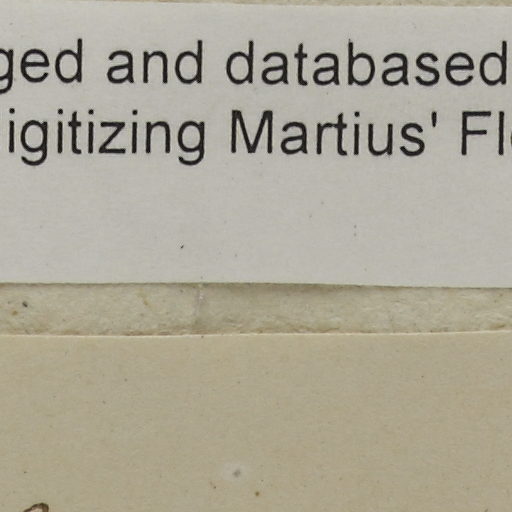 ged and databased
igitizing Martius' Fl